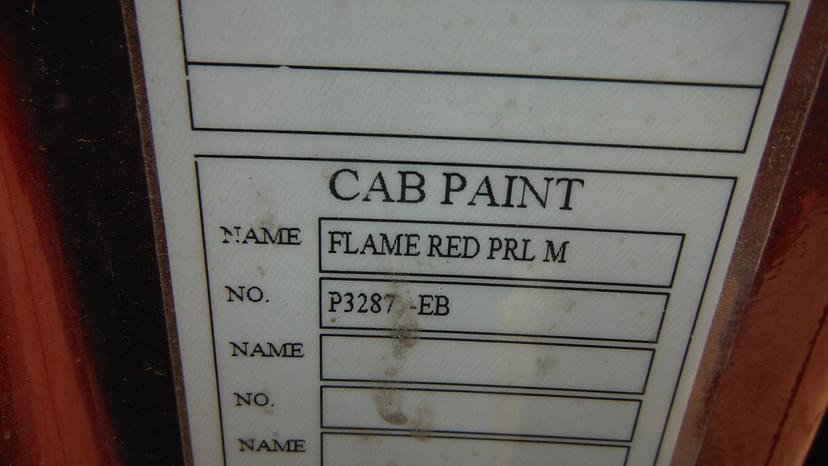 CAB PAINT
NAME FLAME RED PRL M
NO. P3287 -EB
NAME
NO.
NAME